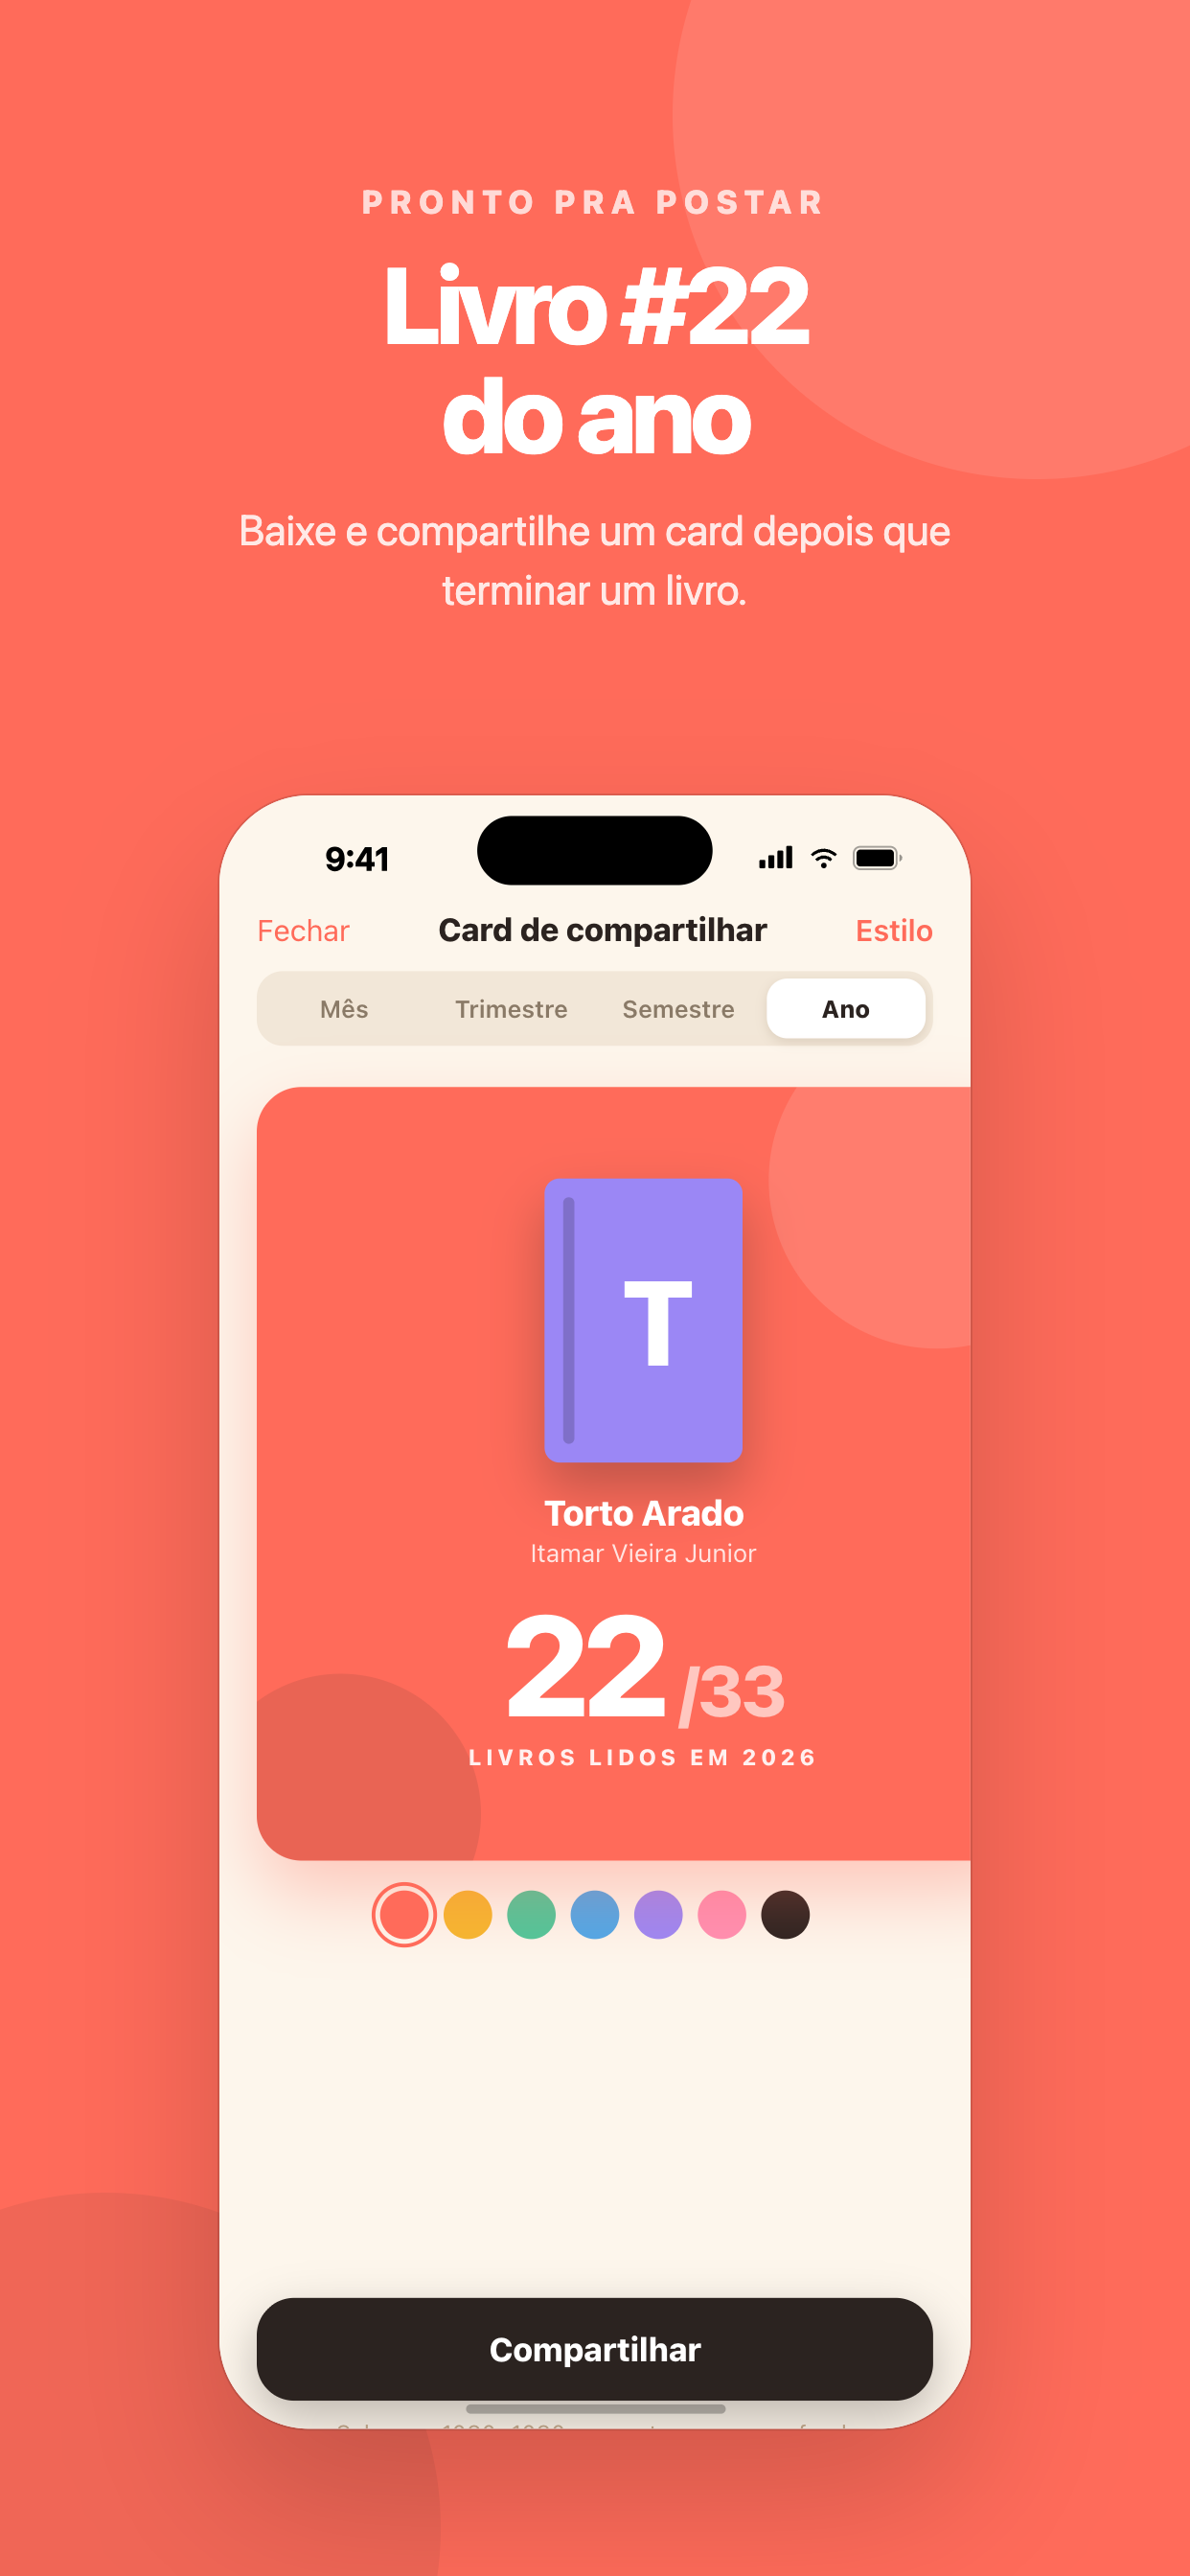 PRONTO PRA POSTAR
Livro #22
do ano
Baixe e compartilhe um card depois que
terminar um livro.
9:41
Fechar Card de compartilhar Estilo
Mês Trimestre Semestre Ano
T
Torto Arado
Itamar Vieira Junior
22 /33
LIVROS LIDOS EM 2026
Compartilhar